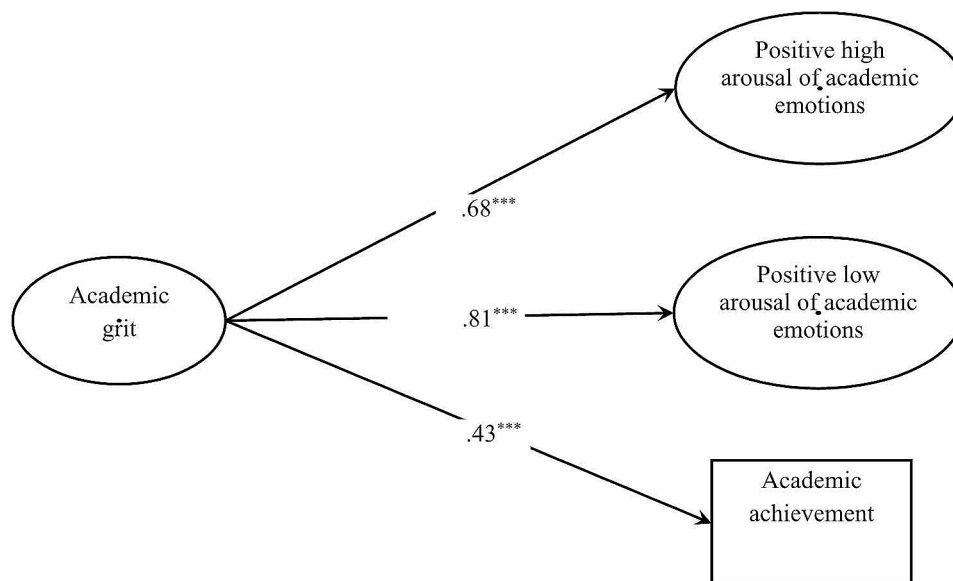 Positive high
arousal of academic
emotions
.68***
Academic
grit
.81***
Positive low
arousal of academic
emotions
.43***
Academic
achievement